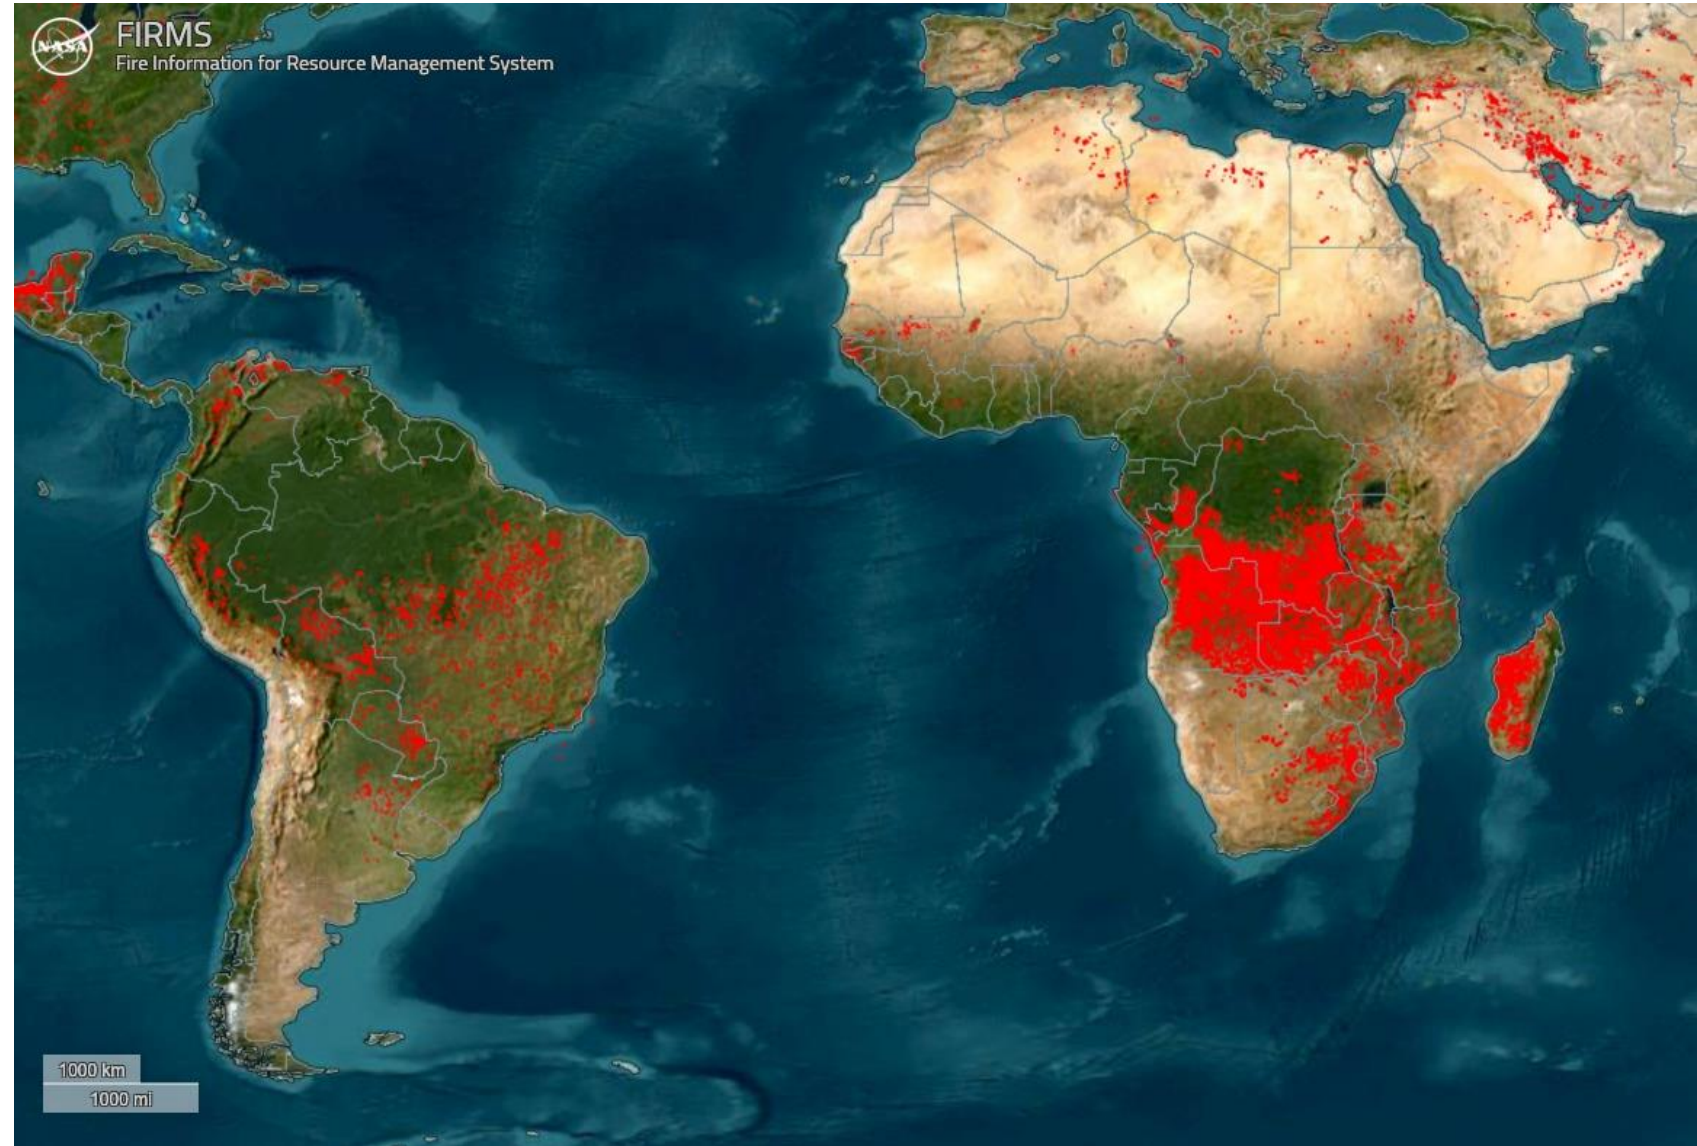 NASA
FIRMS
Fire Information for Resource Management System
1000 km
1000 mi